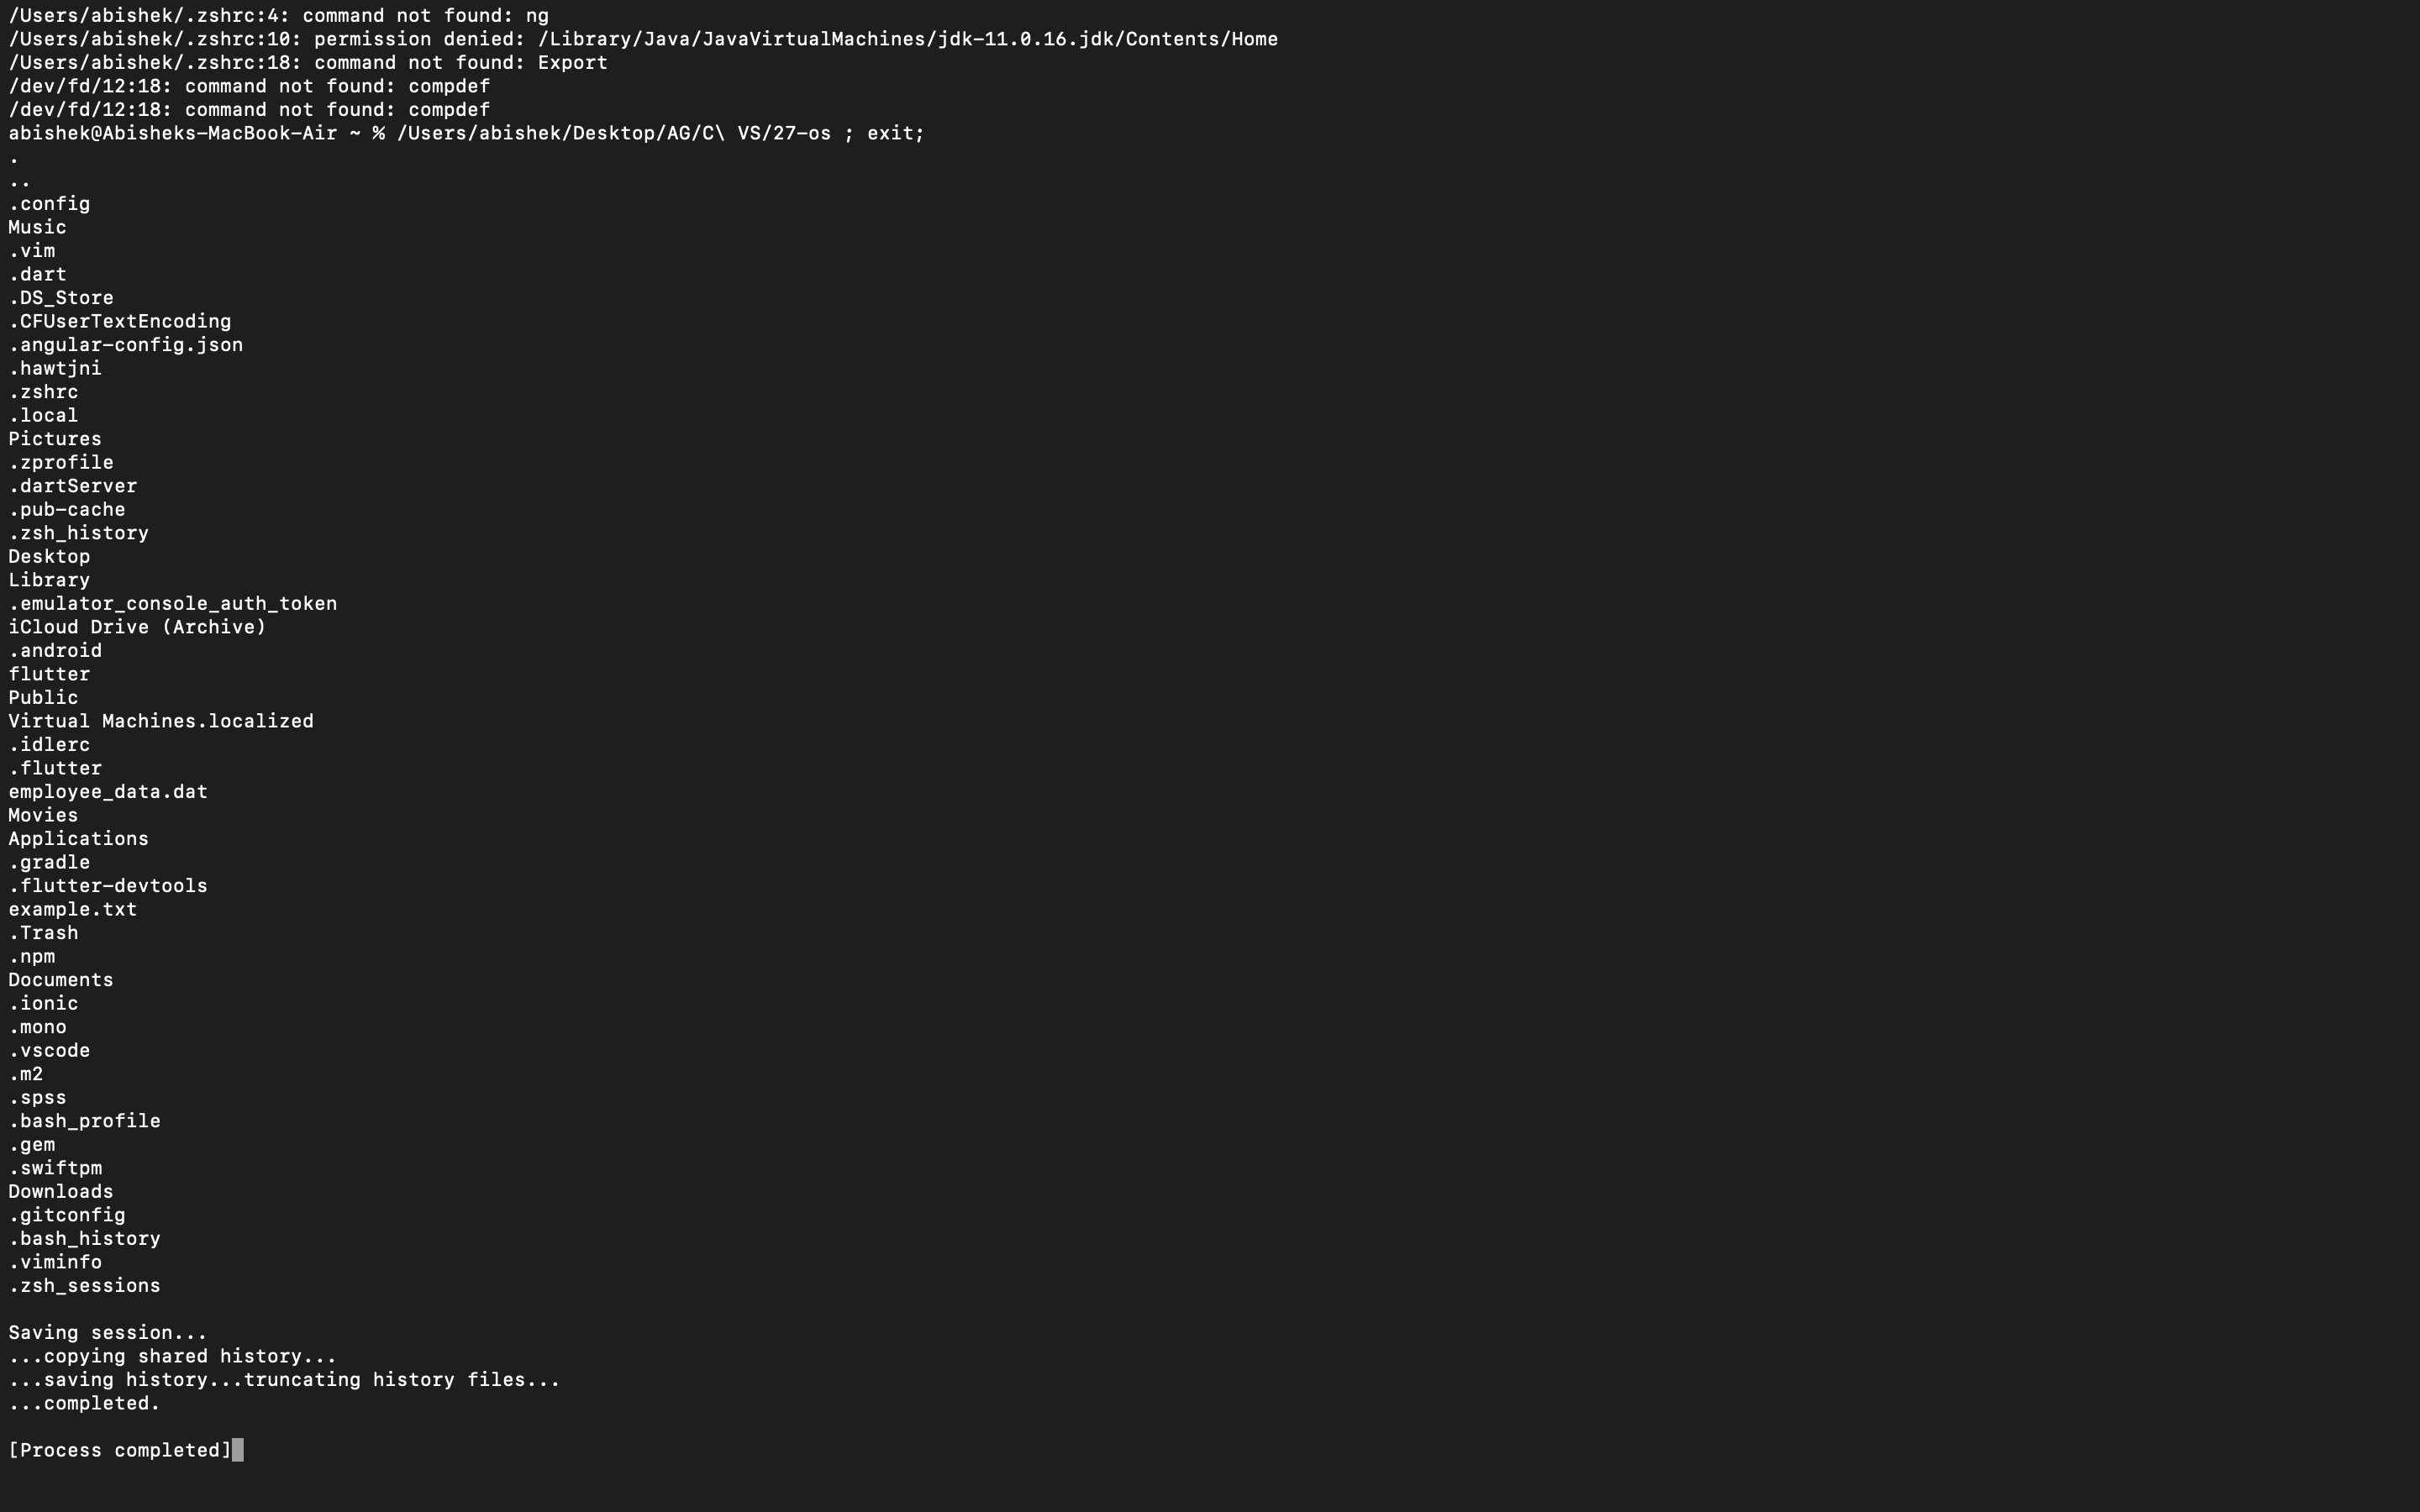 /Users/abishek/.zshrc:4: command not found: ng
/Users/abishek/.zshrc:10: permission denied: /Library/Java/JavaVirtualMachines/jdk-11.0.16.jdk/Contents/Home
/Users/abishek/.zshrc:18: command not found: Export
/dev/fd/12:18: command not found: compdef
/dev/fd/12:18: command not found: compdef
abishek@Abisheks-MacBook-Air ~ % /Users/abishek/Desktop/AG/C\ VS/27-os ; exit;
.
..
.config
Music
.vim
.dart
.DS_Store
.CFUserTextEncoding
.angular-config.json
.hawtjni
.zshrc
.local
Pictures
.zprofile
.dartServer
.pub-cache
.zsh_history
Desktop
Library
.emulator_console_auth_token
iCloud Drive (Archive)
.android
flutter
Public
Virtual Machines.localized
.idlerc
.flutter
employee_data.dat
Movies
Applications
.gradle
.flutter-devtools
example.txt
.Trash
.npm
Documents
.ionic
.mono
.vscode
.m2
.spss
.bash_profile
.gem
.swiftpm
Downloads
.gitconfig
.bash_history
.viminfo
.zsh_sessions
Saving session...
...copying shared history...
...saving history...truncating history files...
...completed.
[Process completed]